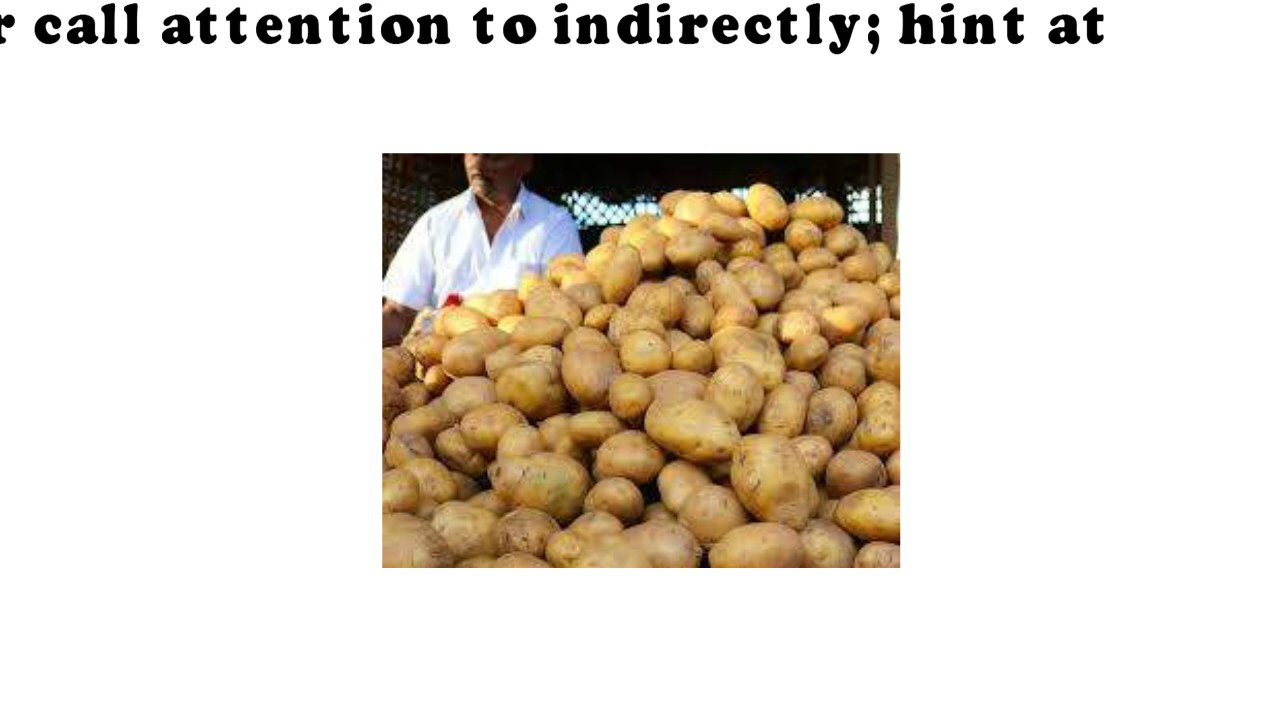 r call attention to indirectly; hint at